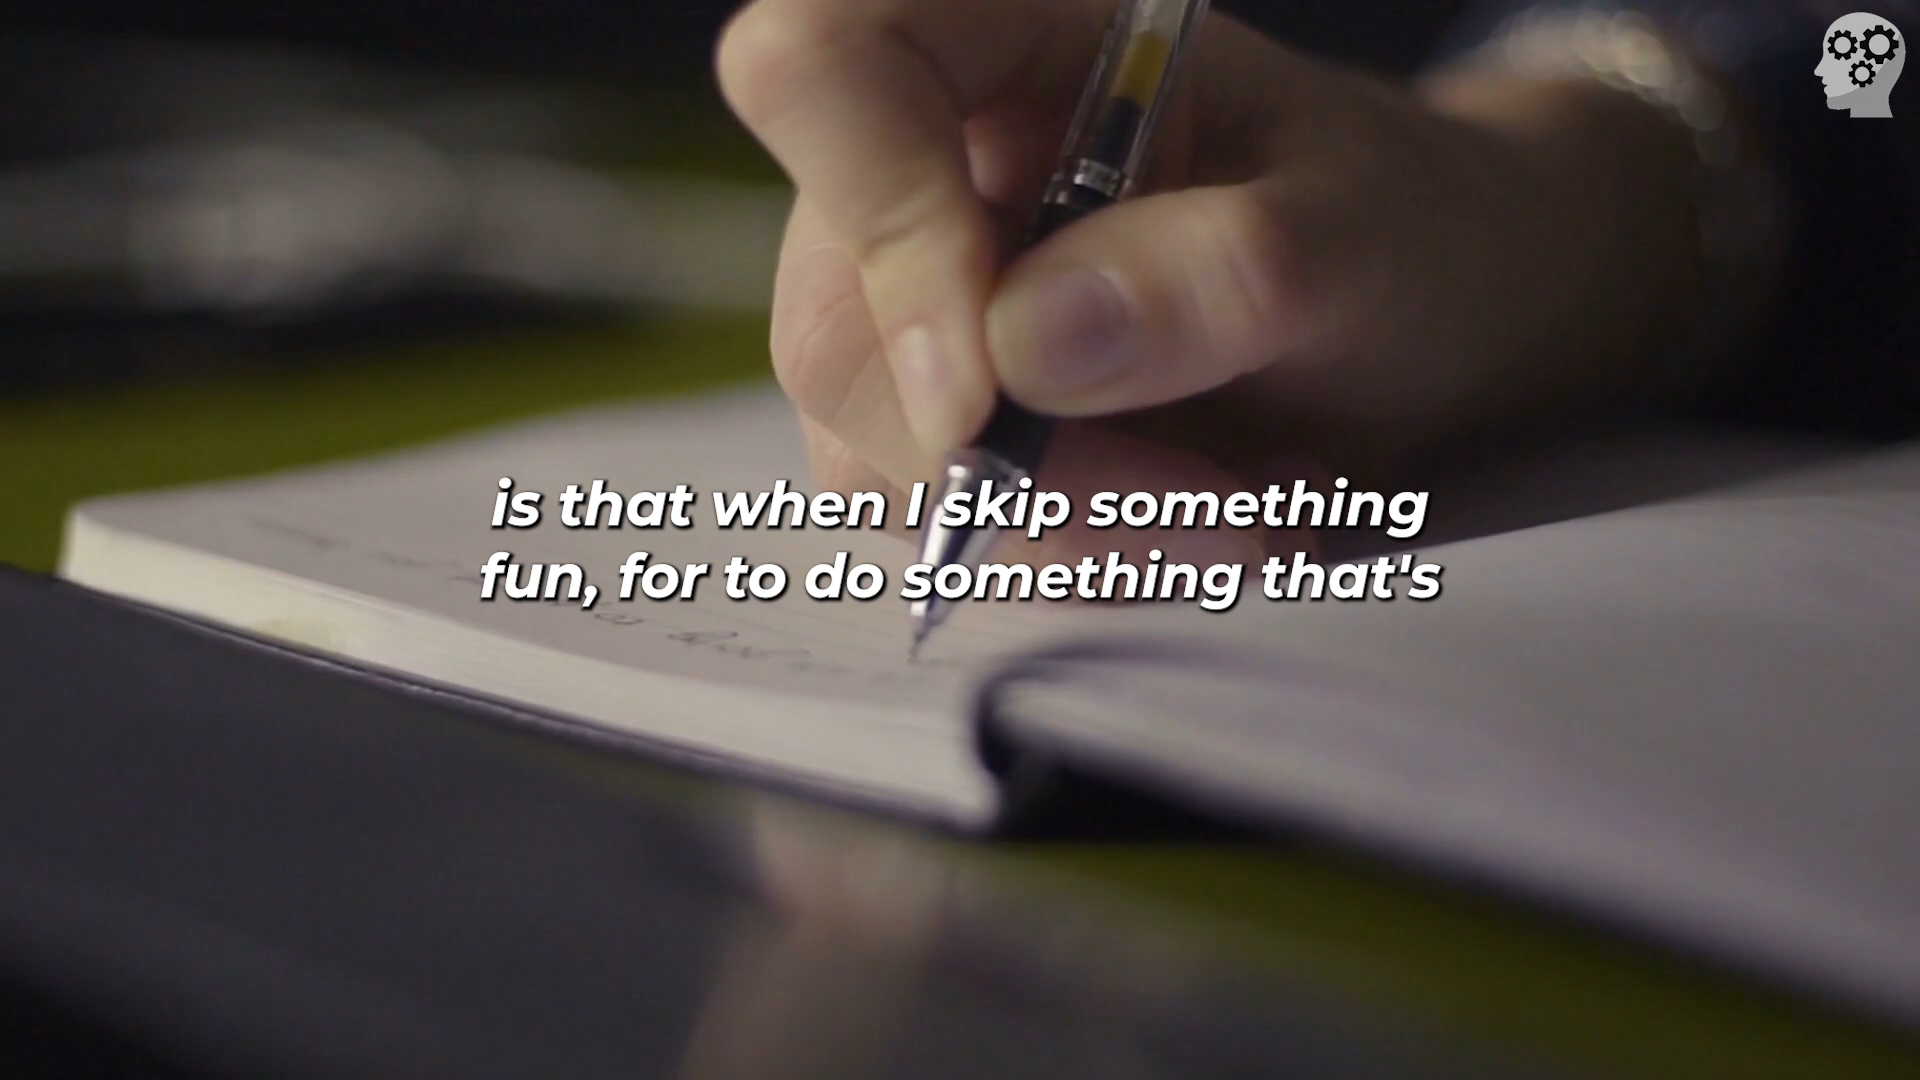 is that when I skip something
fun, for to do something that's